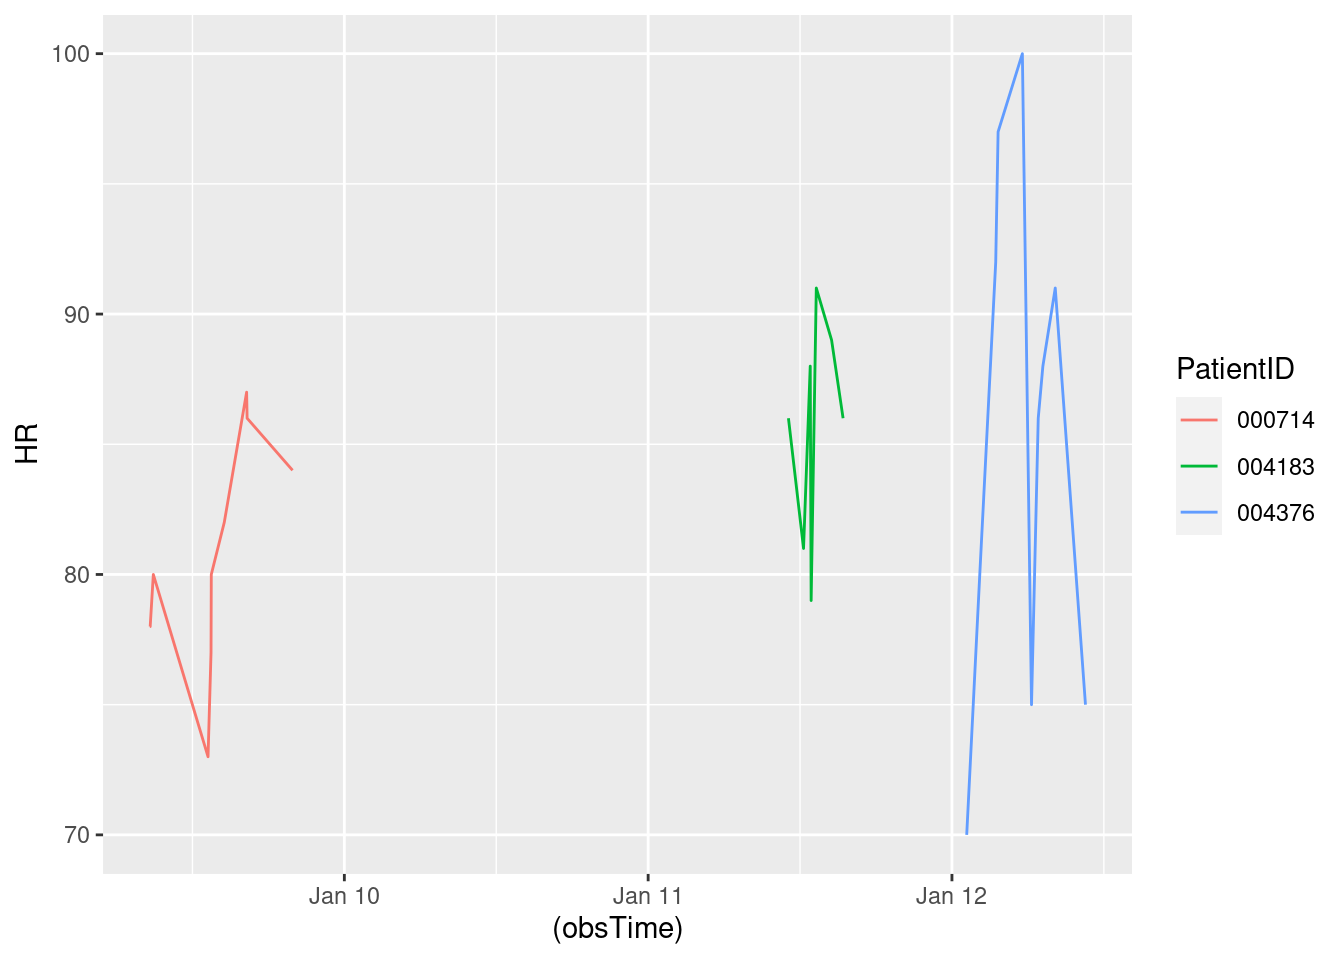 100
90
80
70
HR
Jan 10
Jan 11
Jan 12
(obsTime)
PatientID
000714
004183
004376